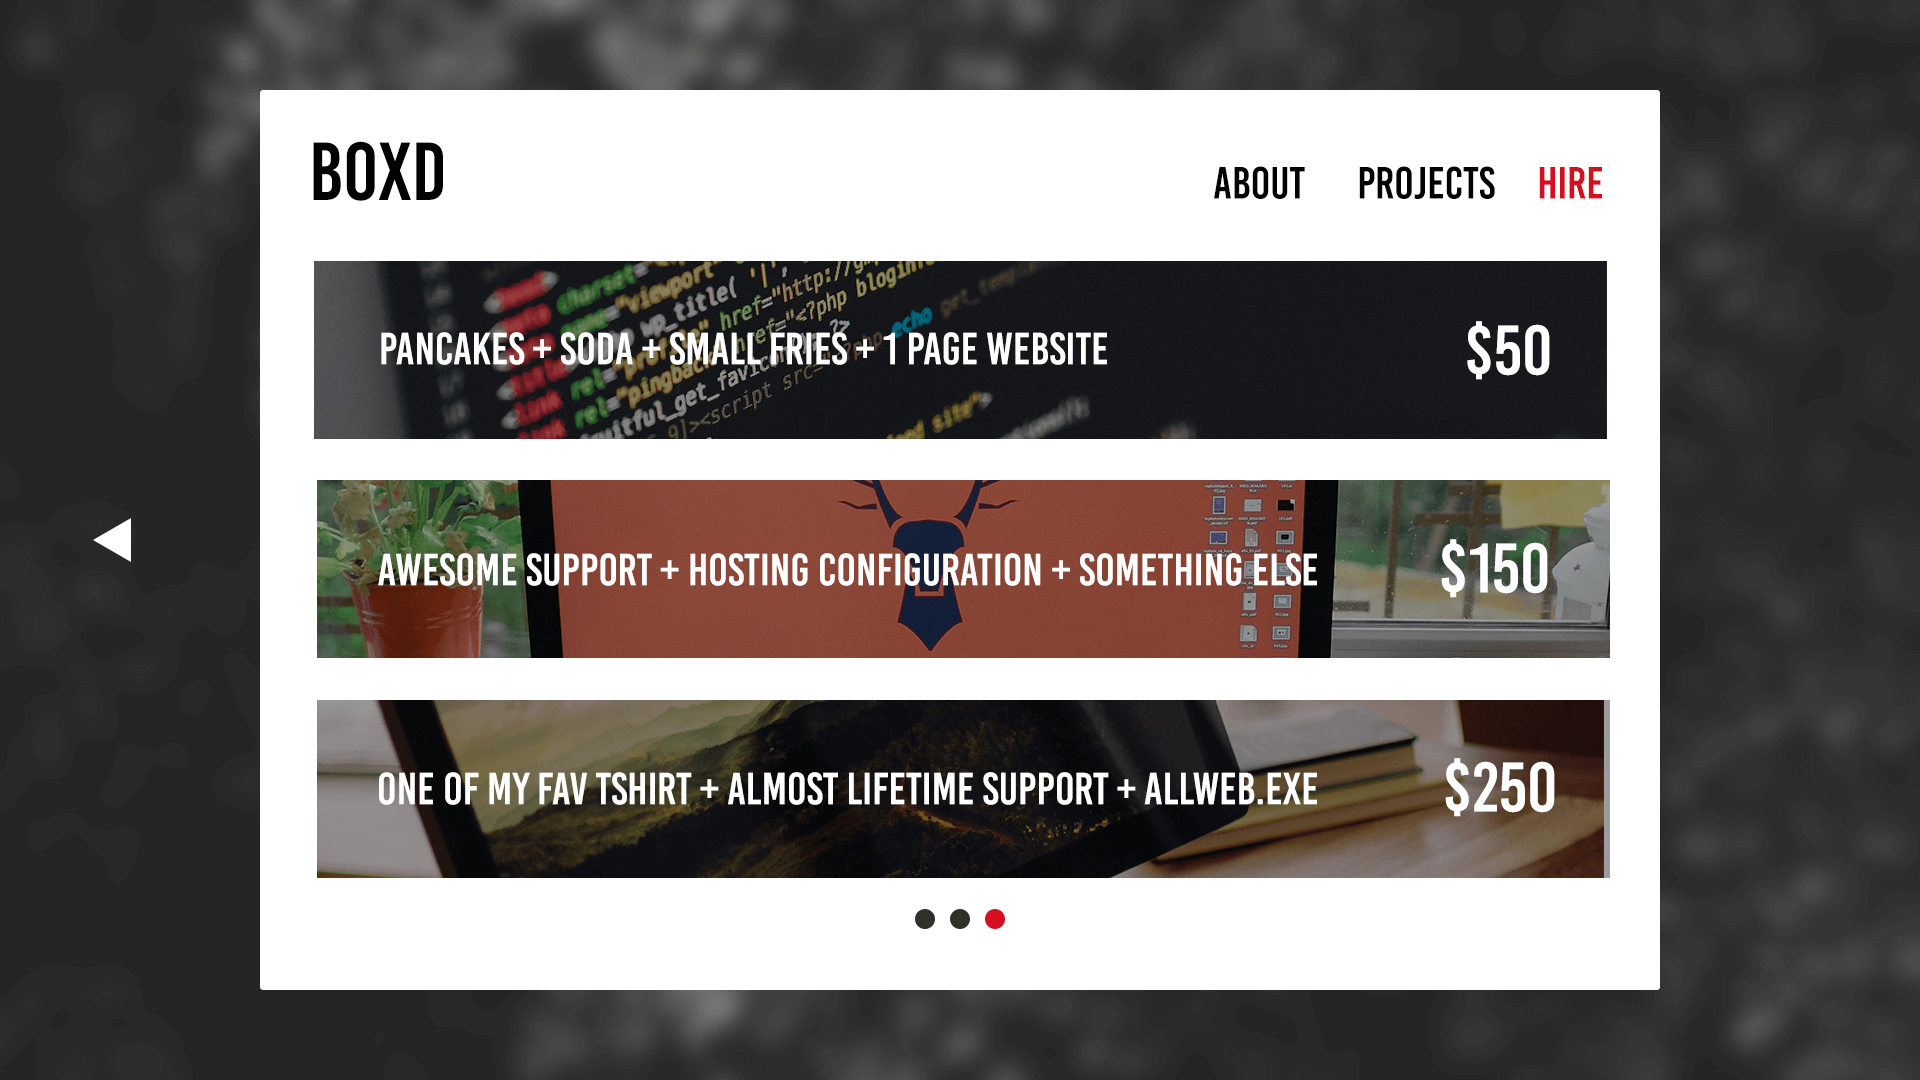 BOXD
ABOUT PROJECTS HIRE
PANCAKES + SODA + SMALL FRIES + 1 PAGE WEBSITE $50
AWESOME SUPPORT + HOSTING CONFIGURATION + SOMETHING ELSE $150
ONE OF MY FAV TSHIRT + ALMOST LIFETIME SUPPORT + ALLWEB.EXE $250